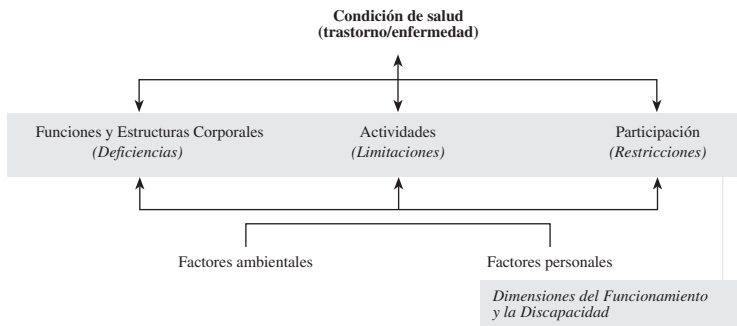 Condición de salud
(trastorno/enfermedad)
Funciones y Estructuras Corporales
(Deficiencias)
Actividades
(Limitaciones)
Participación
(Restricciones)
Factores ambientales
Factores personales
Dimensiones del Funcionamiento
y la Discapacidad